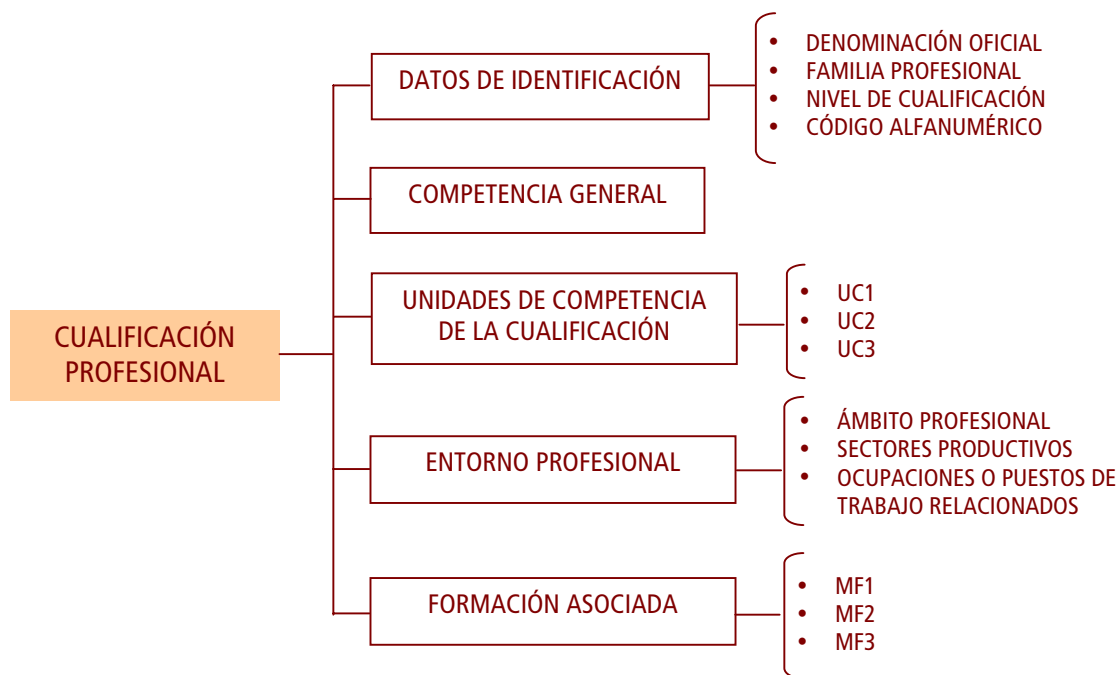 CUALIFICACIÓN
PROFESIONAL
DATOS DE IDENTIFICACIÓN
• DENOMINACIÓN OFICIAL
• FAMILIA PROFESIONAL
• NIVEL DE CUALIFICACIÓN
• CÓDIGO ALFANUMÉRICO
COMPETENCIA GENERAL
UNIDADES DE COMPETENCIA
DE LA CUALIFICACIÓN
• UC1
• UC2
• UC3
ENTORNO PROFESIONAL
• ÁMBITO PROFESIONAL
• SECTORES PRODUCTIVOS
• OCUPACIONES O PUESTOS DE
TRABAJO RELACIONADOS
FORMACIÓN ASOCIADA
• MF1
• MF2
• MF3